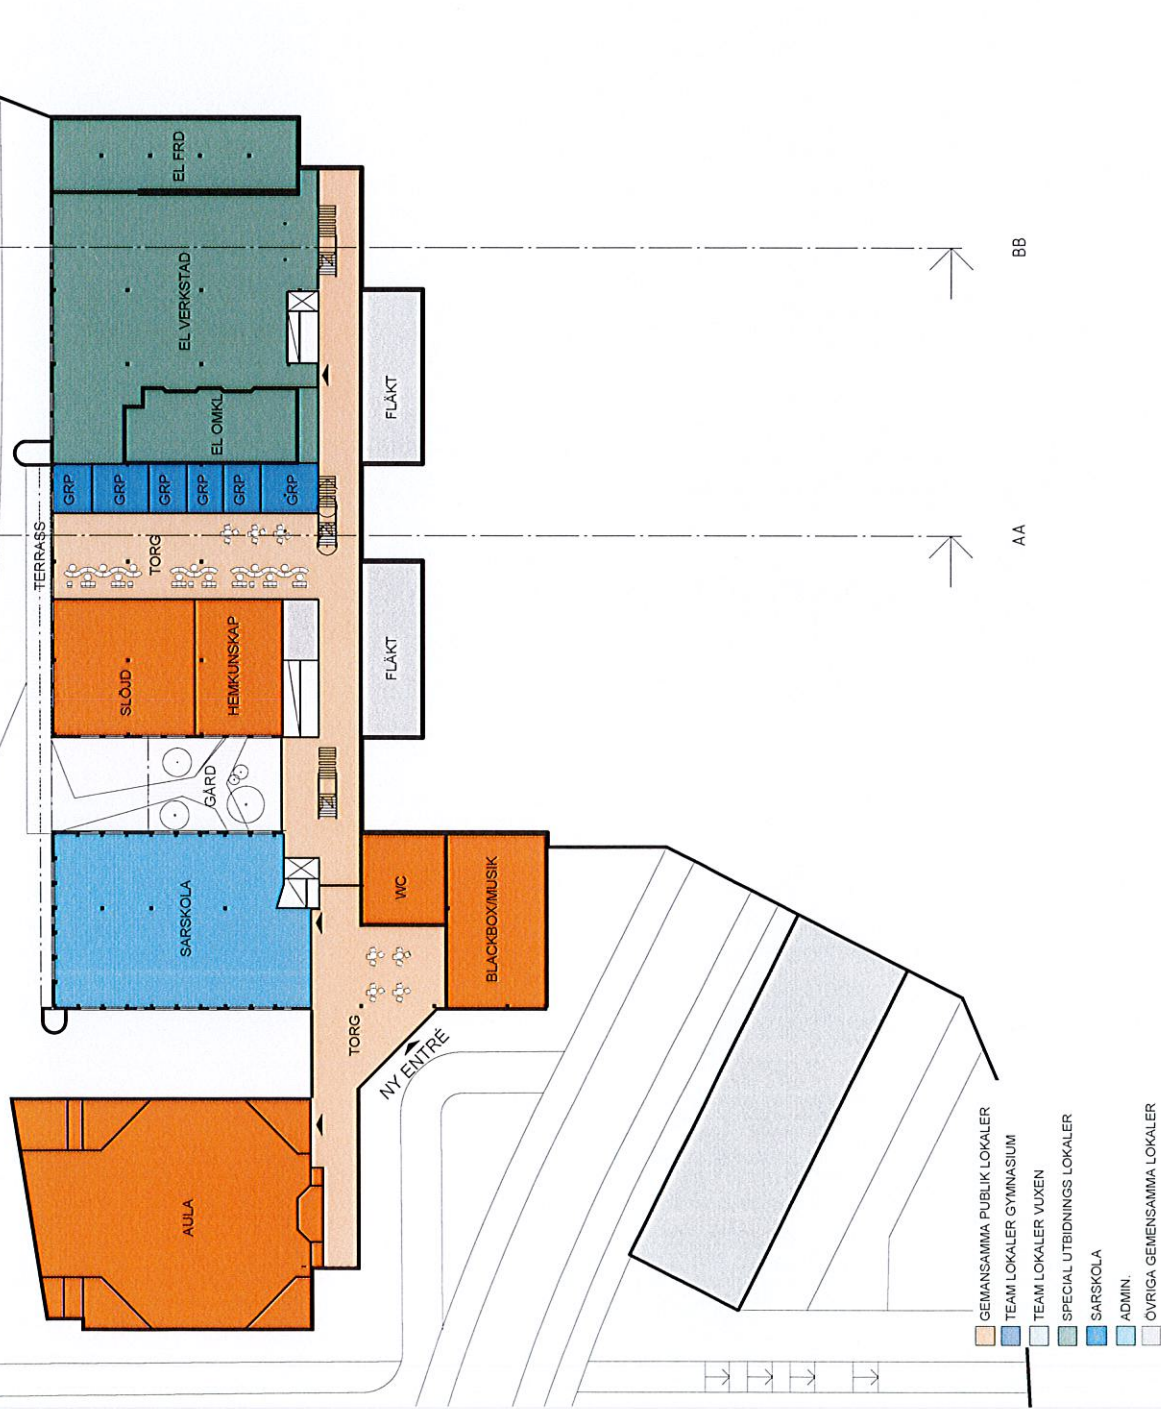 EL FRD
EL VERKSTAD
EL OMKL
GRP
GRP
GRP
GRP
GRP
GRP
TERRASS
TORG
SLÖJD
HEMKUNSKAP
FLÄKT
FLÄKT
GÅRD
SARSKOLA
WC
BLACKBOX/MUSIK
TORG
NY ENTRÉ
AULA
BB
AA
GEMANSAMMA PUBLIK LOKALER
TEAM LOKALER GYMNASIUM
TEAM LOKALER VUXEN
SPECIAL UTBIDNINGS LOKALER
SARSKOLA
ADMIN.
ÖVRIGA GEMENSAMMA LOKALER